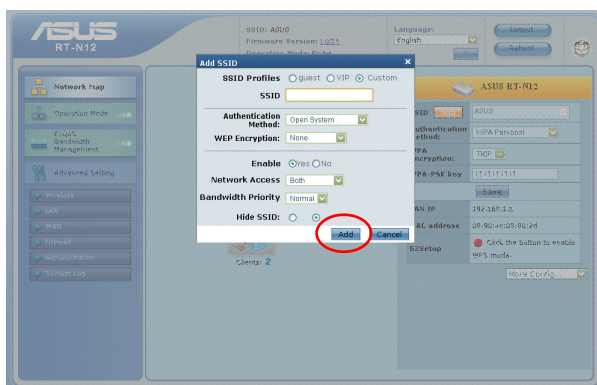 ASUS
RT-N12
SSID: ASUS
Firmware Version:
Operation Mode: Router
Language:
English
Logout
Reboot
Network Map
Operation Mode
EzQoS
Bandwidth
Management
Advanced Setting
Wireless
LAN
WAN
Firewall
Administration
System Log
Add SSID
×
SSID Profiles guest VIP Custom
SSID
Authentication
Method: Open System
WEP Encryption: None
Enable Yes No
Network Access Both
Bandwidth Priority Normal
Hide SSID:
Add Cancel
Clients: 2
ASUS RT-N12
SSID ASUS
Authentication
Method: WPA Personal
WPA
Encryption: TKIP
WPA-PSK key
Save
LAN IP 192.168.1.1
MAC address
EZSetup Click the button to enable
WPS mode.
More Config...